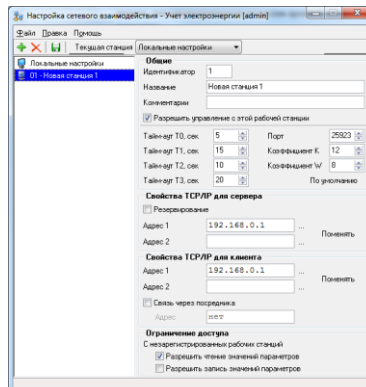 Настройка сетевого взаимодействия - Учет электроэнергии [admin]
Файл Правка Помощь
Текущая станция Локальные настройки
Локальные настройки
01 - Новая станция 1
Общие
Идентификатор 1
Название Новая станция 1
Комментарии
Разрешить управление с этой рабочей станции
Тайм-аут T0, сек. 5 Порт 25923
Тайм-аут T1, сек. 15 Коэффициент K 12
Тайм-аут T2, сек. 10 Коэффициент W 8
Тайм-аут T3, сек. 20 По умолчанию
Свойства TCP/IP для сервера
Резервирование
Адрес 1 192.168.0.1 ... Поменять
Адрес 2 ...
Свойства TCP/IP для клиента
Адрес 1 192.168.0.1 ... Поменять
Адрес 2 ...
Связь через посредника
Адрес нет
Ограничение доступа
С незарегистрированных рабочих станций
Разрешить чтение значений параметров
Разрешить запись значений параметров